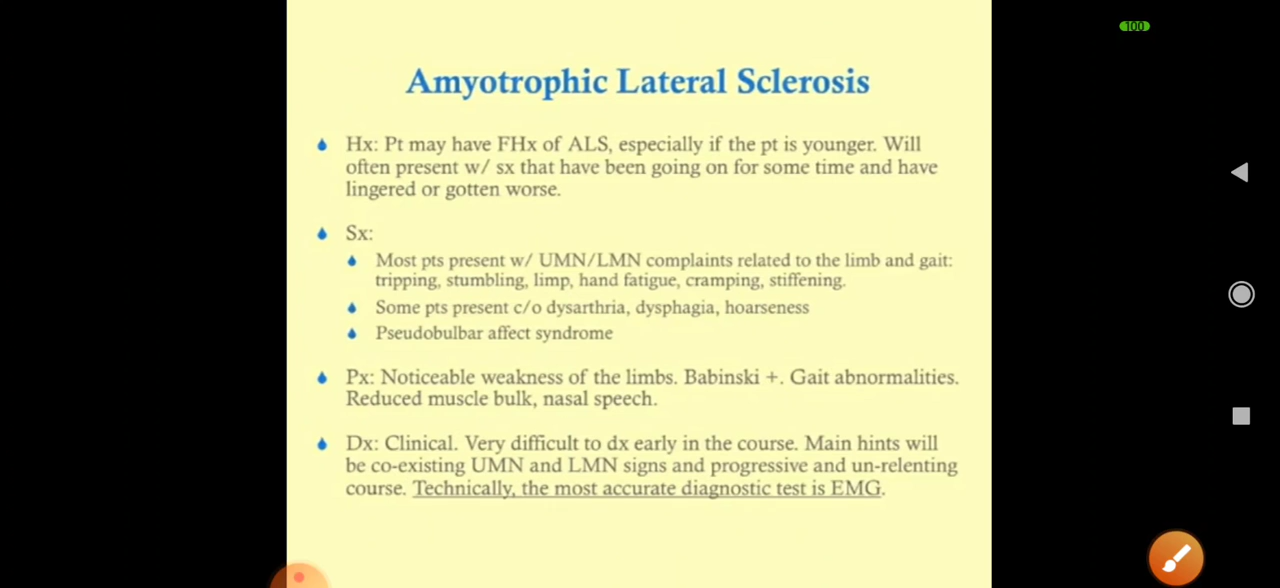 100
Amyotrophic Lateral Sclerosis
Hx: Pt may have FHx of ALS, especially if the pt is younger. Will
often present w/ sx that have been going on for some time and have
lingered or gotten worse.
Sx:
Most pts present w/ UMN/LMN complaints related to the limb and gait:
tripping, stumbling, limp, hand fatigue, cramping, stiffening.
Some pts present c/o dysarthria, dysphagia, hoarseness
Pseudobulbar affect syndrome
Px: Noticeable weakness of the limbs. Babinski +. Gait abnormalities.
Reduced muscle bulk, nasal speech.
Dx: Clinical. Very difficult to dx early in the course. Main hints will
be co-existing UMN and LMN signs and progressive and un-relenting
course. Technically, the most accurate diagnostic test is EMG.